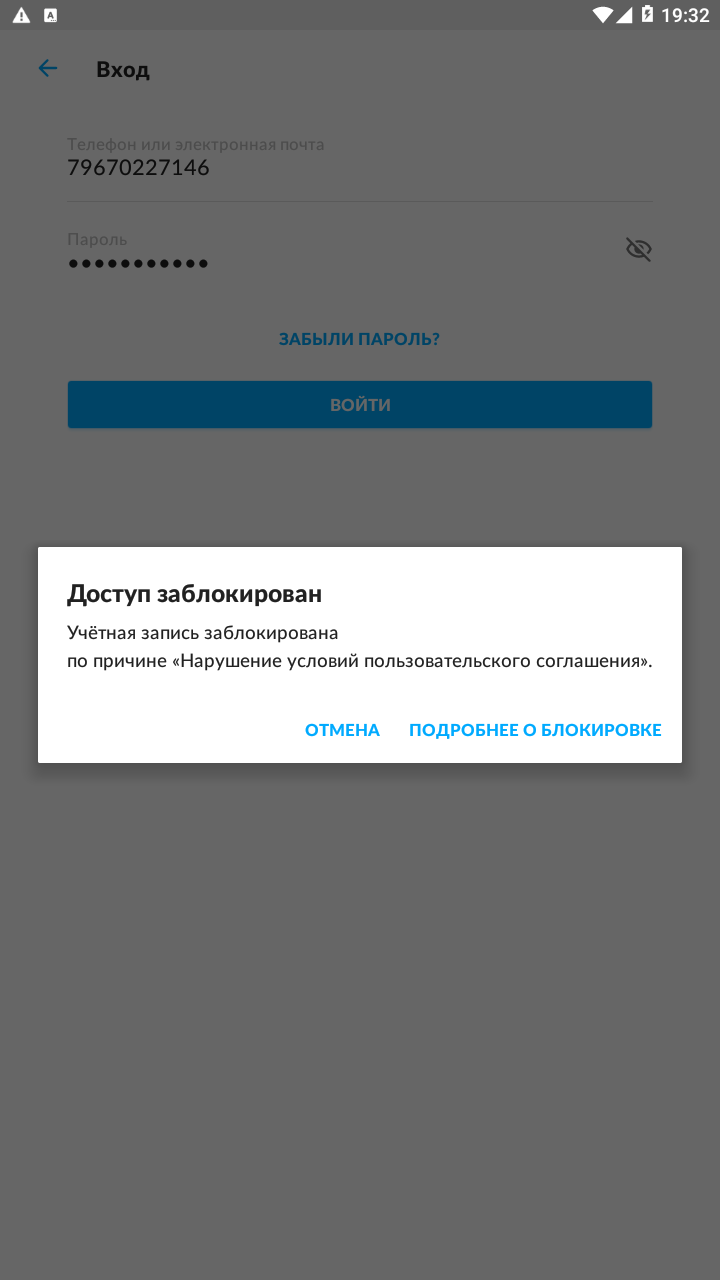 19:32
Вход
Телефон или электронная почта
79670227146
Пароль
•••••••••••
ЗАБЫЛИ ПАРОЛЬ?
ВОЙТИ
Доступ заблокирован
Учётная запись заблокирована
по причине «Нарушение условий пользовательского соглашения».
ОТМЕНА ПОДРОБНЕЕ О БЛОКИРОВКЕ